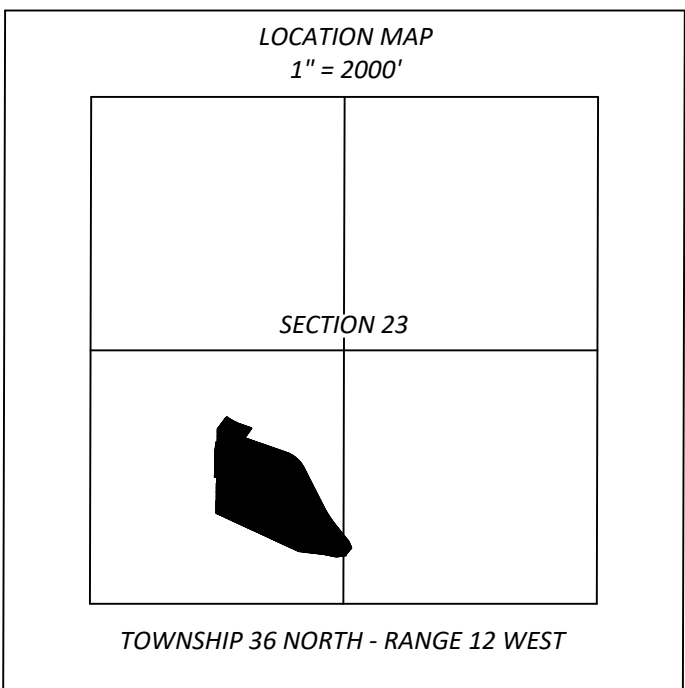 LOCATION MAP
1" = 2000'
SECTION 23
TOWNSHIP 36 NORTH - RANGE 12 WEST